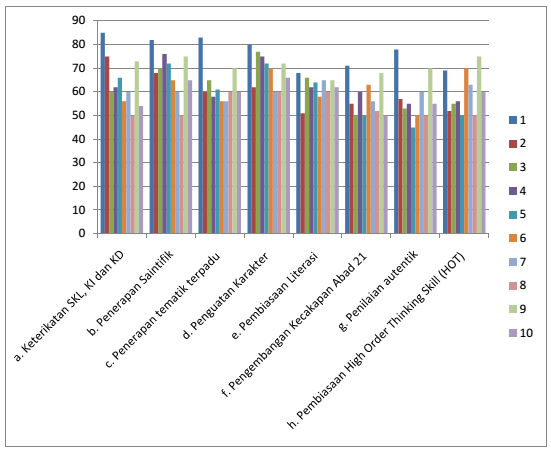 90
80
70
60
50
40
30
20
10
0
a. Keterikatan SKL, KI dan KD
b. Penerapan Saintifik
c. Penerapan tematik terpadu
d. Penguatan Karakter
e. Pembiasaan Literasi
f. Pengembangan Kecakapan Abad 21
g. Penilaian autentik
h. Pembiasaan High Order Thinking Skill (HOT)
1
2
3
4
5
6
7
8
9
10